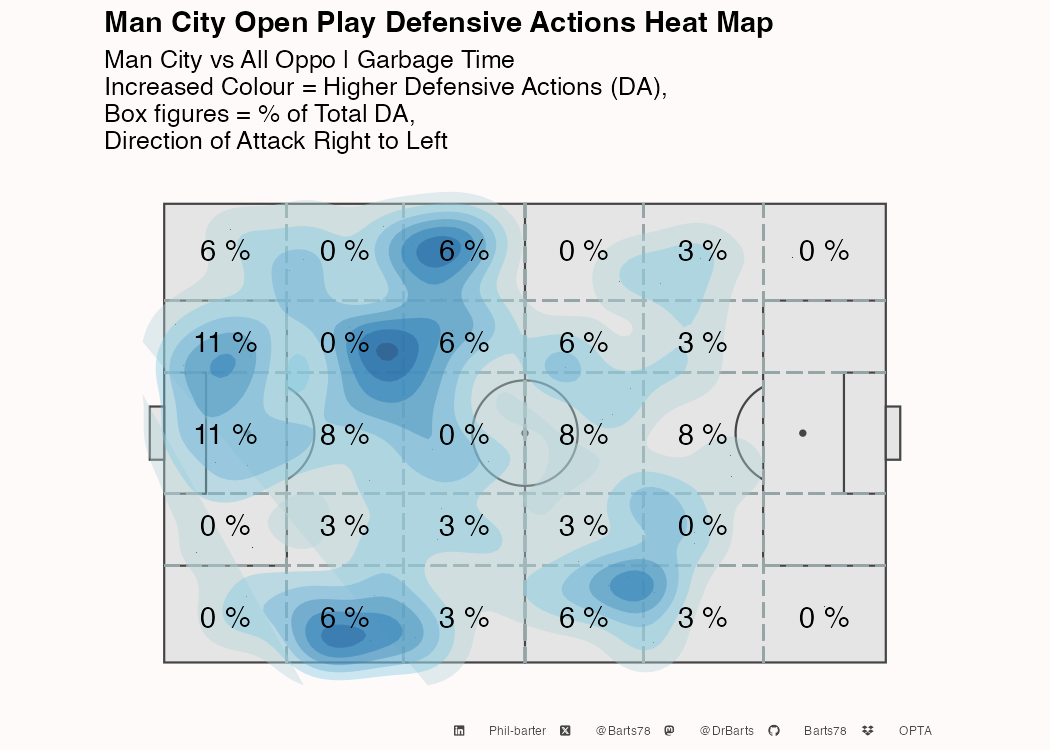 Man City Open Play Defensive Actions Heat Map
Man City vs All Oppo | Garbage Time
Increased Colour = Higher Defensive Actions (DA),
Box figures = % of Total DA,
Direction of Attack Right to Left
6 % 0 % 6 % 0 % 3 % 0 %
11 % 0 % 6 % 6 % 3 %
11 % 8 % 0 % 8 % 8 %
0 % 3 % 3 % 3 % 0 %
0 % 6 % 3 % 6 % 3 % 0 %
Phil-barter @Barts78 @DrBarts Barts78 OPTA